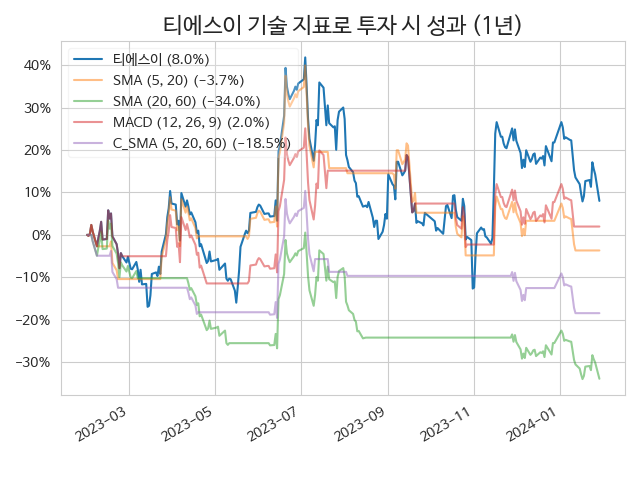 티에스이 기술 지표로 투자 시 성과 (1년)
티에스이 (8.0%)
SMA (5, 20) (−3.7%)
SMA (20, 60) (−34.0%)
MACD (12, 26, 9) (2.0%)
C_SMA (5, 20, 60) (−18.5%)
40%
30%
20%
10%
0%
−10%
−20%
−30%
2023−03
2023−05
2023−07
2023−09
2023−11
2024−01